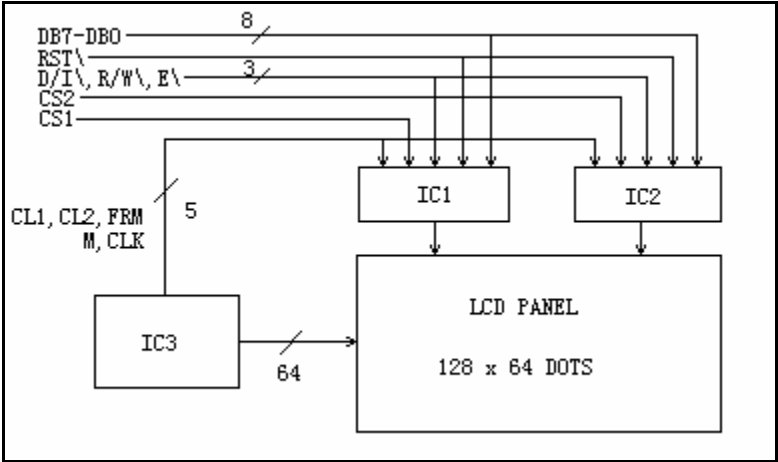 8
DB7-DB0
RST\
3
D/I\, R/W\, E\
CS2
CS1
IC1
IC2
5
CL1, CL2, FRM
M, CLK
LCD PANEL
IC3
128 x 64 DOTS
64